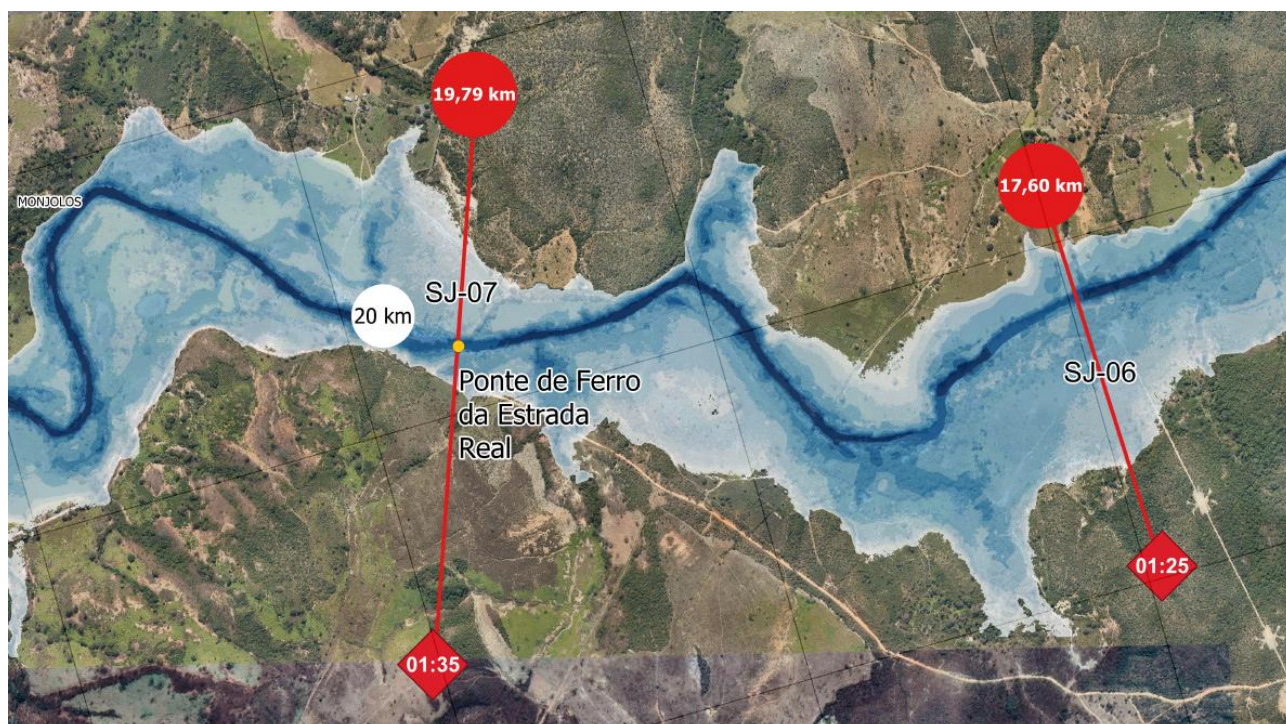 19,79 km
17,60 km
MONJOLOS
SJ-07
20 km
Ponte de Ferro
da Estrada
Real
SJ-06
01:25
01:35